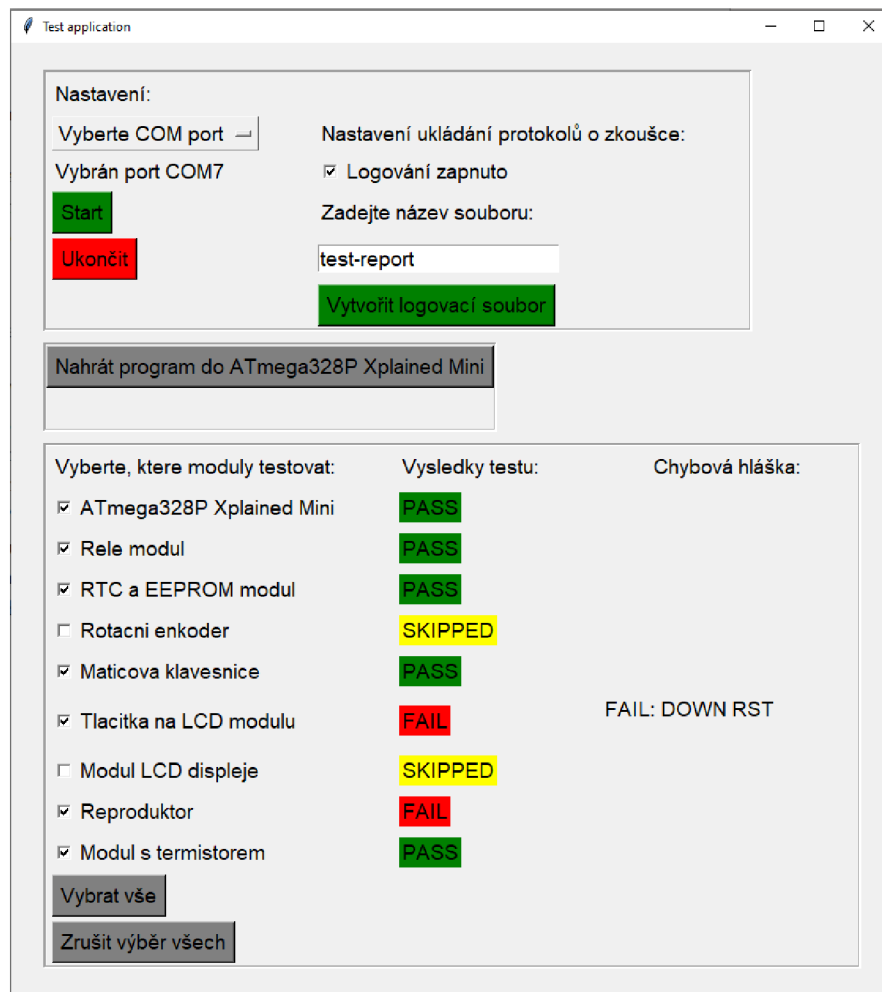 Test application
Nastavení:
Vyberte COM port
Nastavení ukládání protokolů o zkoušce:
Vybrán port COM7
Logování zapnuto
Start
Zadejte název souboru:
Ukončit
test-report
Vytvořit logovací soubor
Nahrát program do ATmega328P Xplained Mini
Vyberte, ktere moduly testovat: Vysledky testu: Chybová hláška:
ATmega328P Xplained Mini PASS
Rele modul PASS
RTC a EEPROM modul PASS
Rotacni enkoder SKIPPED
Maticova klavesnice PASS
Tlacitka na LCD modulu FAIL FAIL: DOWN RST
Modul LCD displeje SKIPPED
Reproduktor FAIL
Modul s termistorem PASS
Vybrat vše
Zrušit výběr všech